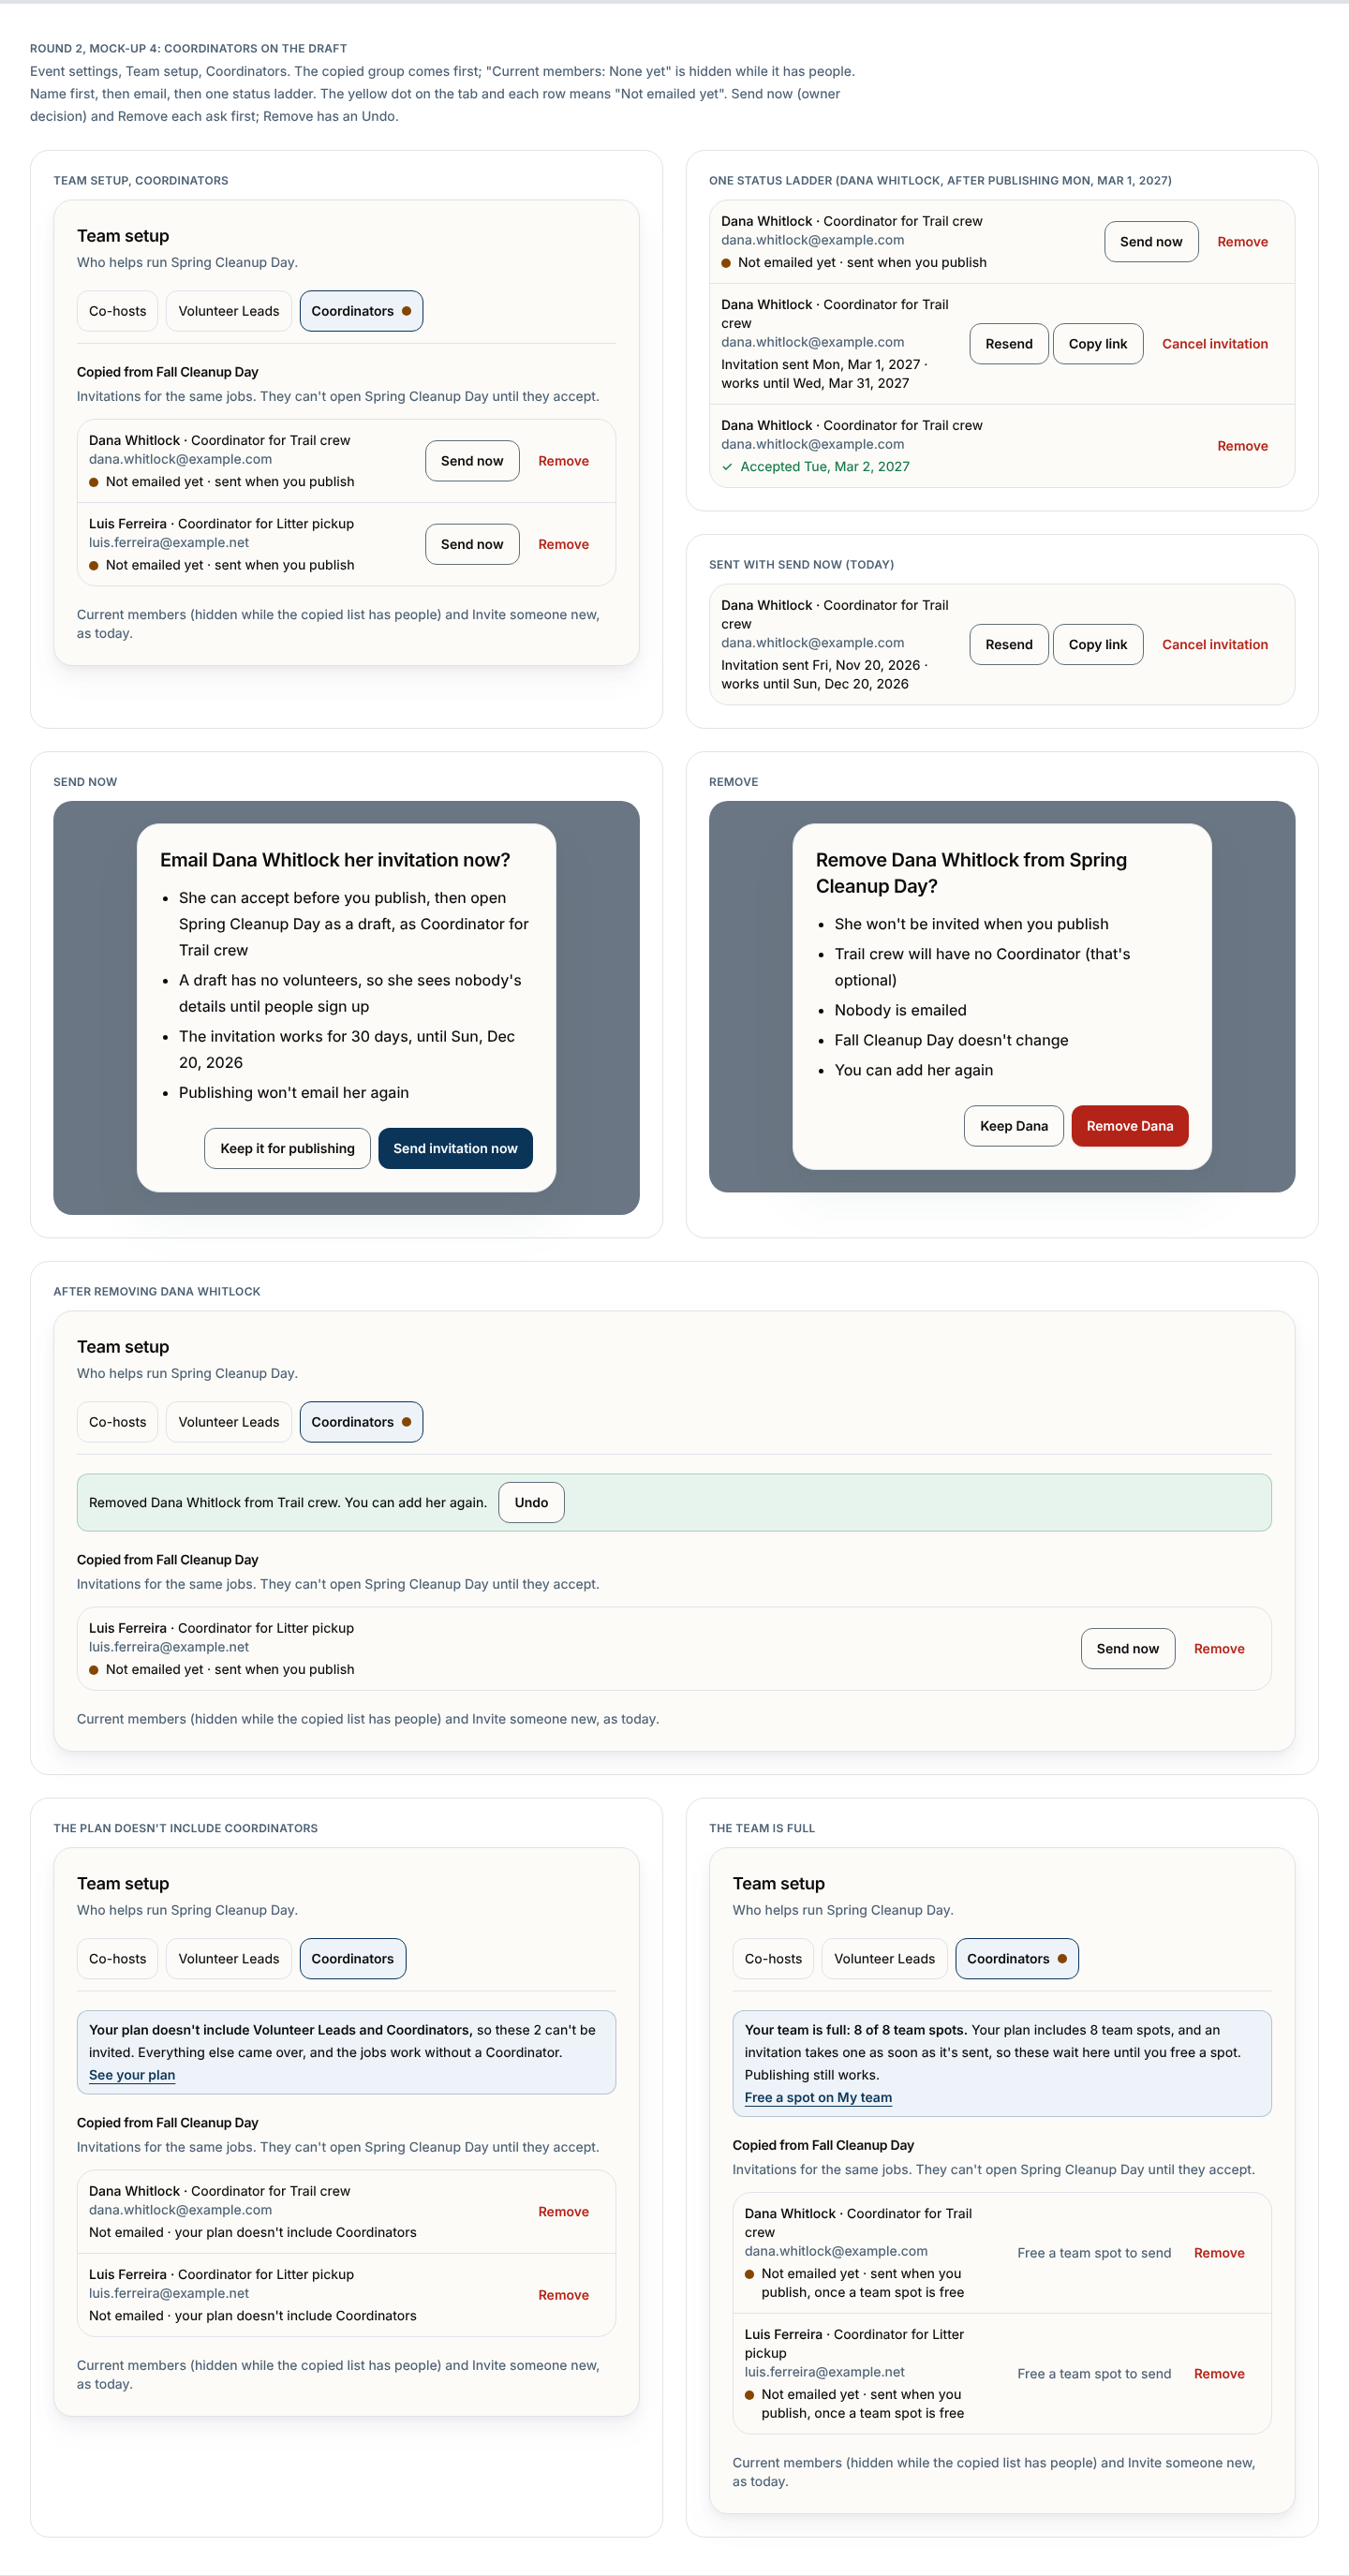 ROUND 2, MOCK-UP 4: COORDINATORS ON THE DRAFT
Event settings, Team setup, Coordinators. The copied group comes first; "Current members: None yet" is hidden while it has people.
Name first, then email, then one status ladder. The yellow dot on the tab and each row means "Not emailed yet". Send now (owner
decision) and Remove each ask first; Remove has an Undo.
TEAM SETUP, COORDINATORS
Team setup
Who helps run Spring Cleanup Day.
Co-hosts
Volunteer Leads
Coordinators
Copied from Fall Cleanup Day
Invitations for the same jobs. They can't open Spring Cleanup Day until they accept.
Dana Whitlock · Coordinator for Trail crew
dana.whitlock@example.com
Not emailed yet · sent when you publish
Send now
Remove
Luis Ferreira · Coordinator for Litter pickup
luis.ferreira@example.net
Not emailed yet · sent when you publish
Send now
Remove
Current members (hidden while the copied list has people) and Invite someone new,
as today.
ONE STATUS LADDER (DANA WHITLOCK, AFTER PUBLISHING MON, MAR 1, 2027)
Dana Whitlock · Coordinator for Trail crew
dana.whitlock@example.com
Not emailed yet · sent when you publish
Send now
Remove
Dana Whitlock · Coordinator for Trail
crew
dana.whitlock@example.com
Invitation sent Mon, Mar 1, 2027 ·
works until Wed, Mar 31, 2027
Resend
Copy link
Cancel invitation
Dana Whitlock · Coordinator for Trail crew
dana.whitlock@example.com
✓ Accepted Tue, Mar 2, 2027
Remove
SENT WITH SEND NOW (TODAY)
Dana Whitlock · Coordinator for Trail
crew
dana.whitlock@example.com
Invitation sent Fri, Nov 20, 2026 ·
works until Sun, Dec 20, 2026
Resend
Copy link
Cancel invitation
SEND NOW
Email Dana Whitlock her invitation now?
• She can accept before you publish, then open
Spring Cleanup Day as a draft, as Coordinator for
Trail crew
• A draft has no volunteers, so she sees nobody's
details until people sign up
• The invitation works for 30 days, until Sun, Dec
20, 2026
• Publishing won't email her again
Keep it for publishing
Send invitation now
REMOVE
Remove Dana Whitlock from Spring
Cleanup Day?
• She won't be invited when you publish
• Trail crew will have no Coordinator (that's
optional)
• Nobody is emailed
• Fall Cleanup Day doesn't change
• You can add her again
Keep Dana
Remove Dana
AFTER REMOVING DANA WHITLOCK
Team setup
Who helps run Spring Cleanup Day.
Co-hosts
Volunteer Leads
Coordinators
Removed Dana Whitlock from Trail crew. You can add her again.
Undo
Copied from Fall Cleanup Day
Invitations for the same jobs. They can't open Spring Cleanup Day until they accept.
Luis Ferreira · Coordinator for Litter pickup
luis.ferreira@example.net
Not emailed yet · sent when you publish
Send now
Remove
Current members (hidden while the copied list has people) and Invite someone new, as today.
THE PLAN DOESN'T INCLUDE COORDINATORS
Team setup
Who helps run Spring Cleanup Day.
Co-hosts
Volunteer Leads
Coordinators
Your plan doesn't include Volunteer Leads and Coordinators, so these 2 can't be
invited. Everything else came over, and the jobs work without a Coordinator.
See your plan
Copied from Fall Cleanup Day
Invitations for the same jobs. They can't open Spring Cleanup Day until they accept.
Dana Whitlock · Coordinator for Trail crew
dana.whitlock@example.com
Not emailed · your plan doesn't include Coordinators
Remove
Luis Ferreira · Coordinator for Litter pickup
luis.ferreira@example.net
Not emailed · your plan doesn't include Coordinators
Remove
Current members (hidden while the copied list has people) and Invite someone new,
as today.
THE TEAM IS FULL
Team setup
Who helps run Spring Cleanup Day.
Co-hosts
Volunteer Leads
Coordinators
Your team is full: 8 of 8 team spots. Your plan includes 8 team spots, and an
invitation takes one as soon as it's sent, so these wait here until you free a spot.
Publishing still works.
Free a spot on My team
Copied from Fall Cleanup Day
Invitations for the same jobs. They can't open Spring Cleanup Day until they accept.
Dana Whitlock · Coordinator for Trail
crew
dana.whitlock@example.com
Not emailed yet · sent when you
publish, once a team spot is free
Free a team spot to send
Remove
Luis Ferreira · Coordinator for Litter
pickup
luis.ferreira@example.net
Not emailed yet · sent when you
publish, once a team spot is free
Free a team spot to send
Remove
Current members (hidden while the copied list has people) and Invite someone new,
as today.